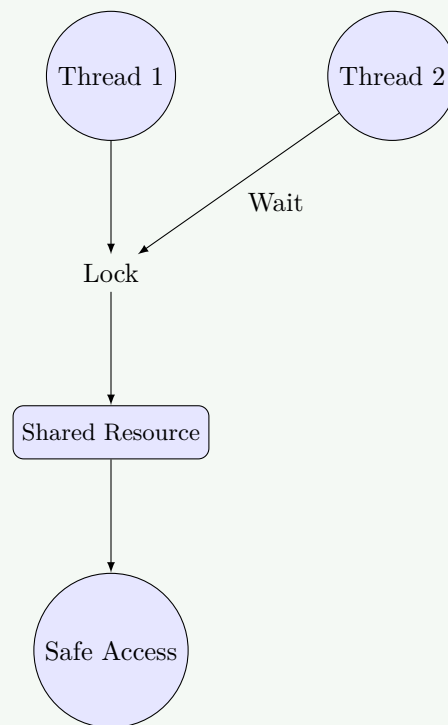 Thread 1
Thread 2
Wait
Lock
Shared Resource
Safe Access